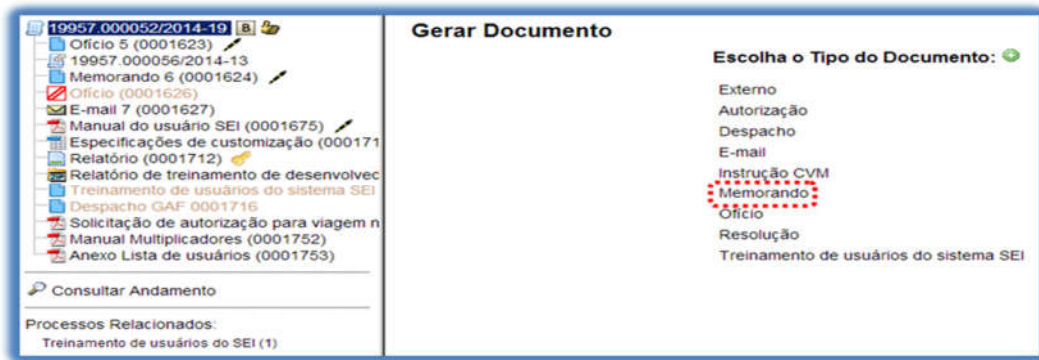 19957.000052/2014-19 B
Ofício 5 (0001623)
19957.000056/2014-13
Memorando 6 (0001624)
Ofício (0001626)
E-mail 7 (0001627)
Manual do usuário SEI (0001675)
Especificações de customização (000171
Relatório (0001712)
Relatório de treinamento de desenvolvec
Treinamento de usuários do sistema SEI
Despacho GAF 0001716
Solicitação de autorização para viagem n
Manual Multiplicadores (0001752)
Anexo Lista de usuários (0001753)
Consultar Andamento
Processos Relacionados:
Treinamento de usuários do SEI (1)
Gerar Documento
Escolha o Tipo do Documento:
Externo
Autorização
Despacho
E-mail
Instrução CVM
Memorando
Ofício
Resolução
Treinamento de usuários do sistema SEI